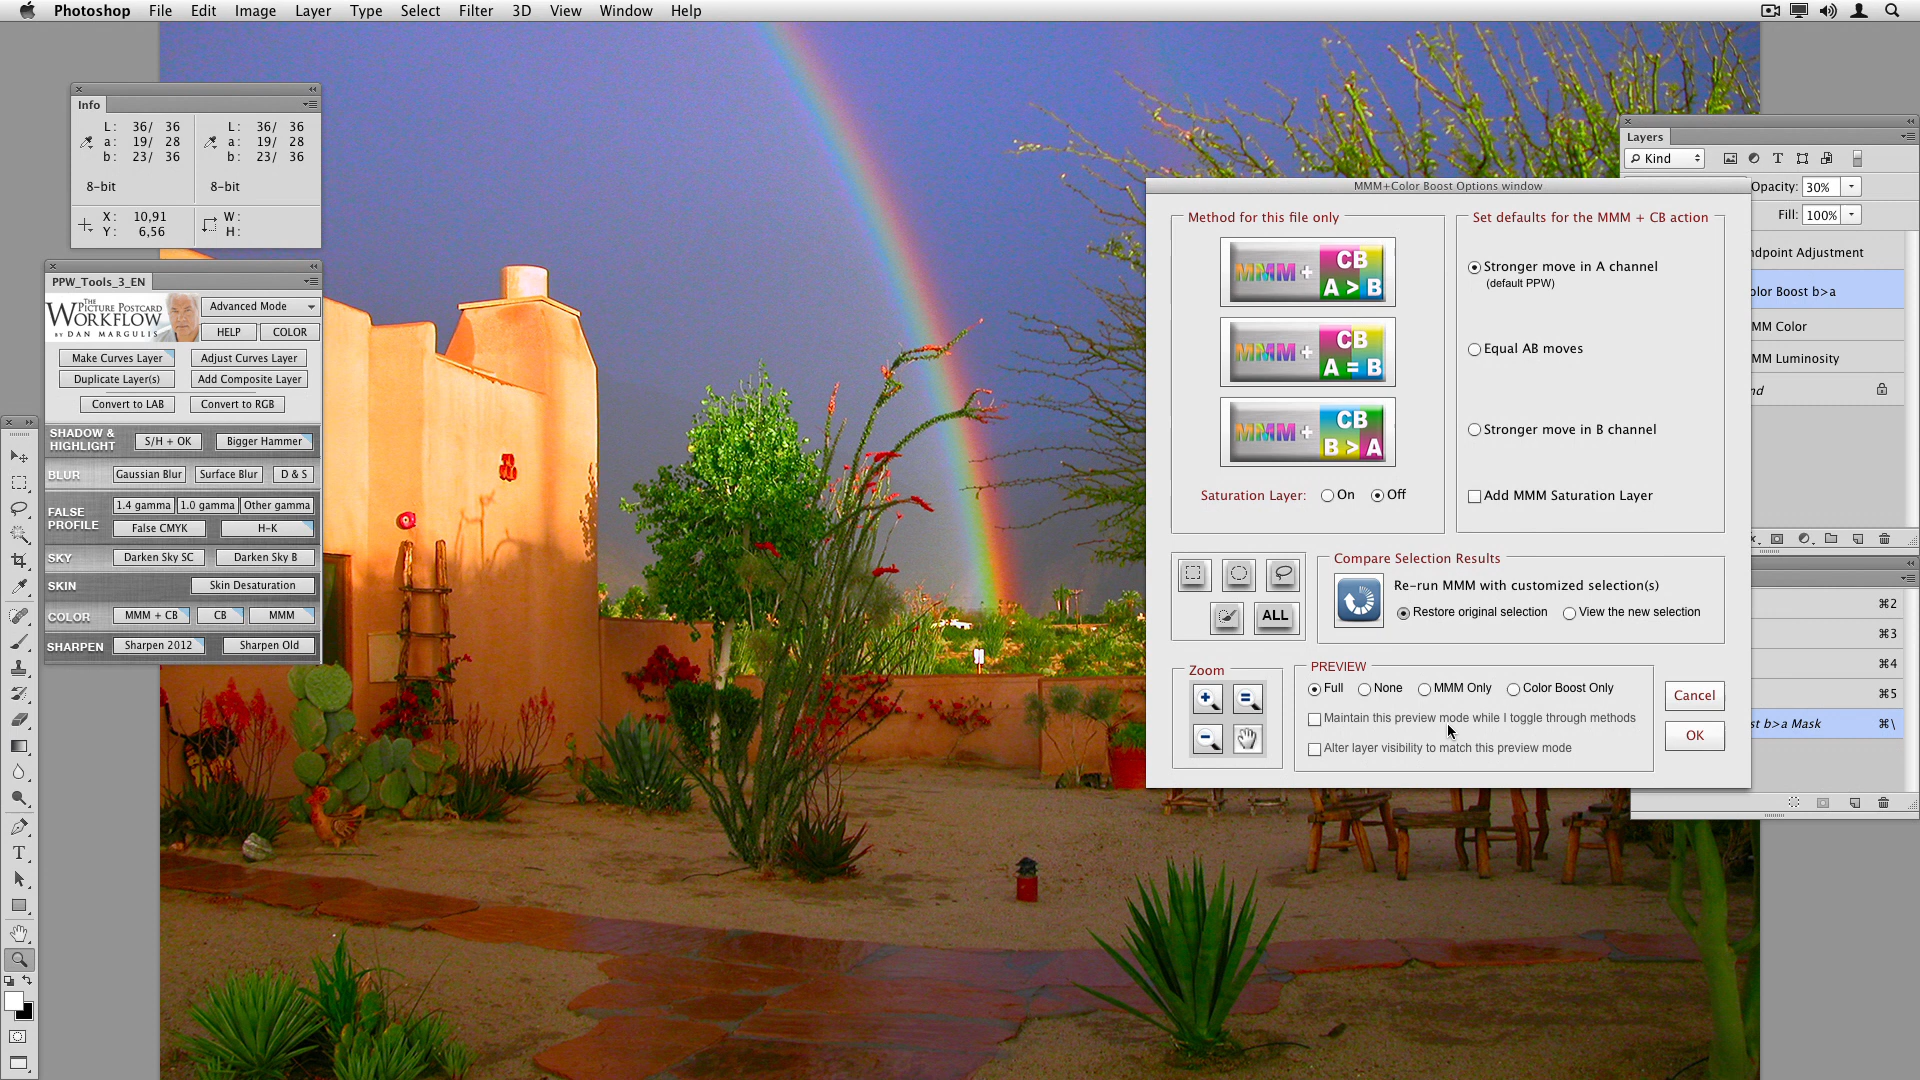 Photoshop File Edit Image Layer Type Select Filter 3D View Window Help
Info
L: 36/ 36 L: 36/ 36
a: 19/ 28 a: 19/ 28
b: 23/ 36 b: 23/ 36
8-bit 8-bit
X: 10,91 W:
Y: 6,56 H:
PPW_Tools_3_EN
THE PICTURE POSTCARD
WORKFLOW
BY DAN MARGULIS
Advanced Mode
HELP COLOR
Make Curves Layer Adjust Curves Layer
Duplicate Layer(s) Add Composite Layer
Convert to LAB Convert to RGB
SHADOW & HIGHLIGHT S/H + OK Bigger Hammer
BLUR Gaussian Blur Surface Blur D & S
FALSE PROFILE 1.4 gamma 1.0 gamma Other gamma
False CMYK H-K
SKY Darken Sky SC Darken Sky B
SKIN Skin Desaturation
COLOR MMM + CB CB MMM
SHARPEN Sharpen 2012 Sharpen Old
MMM+Color Boost Options window
Method for this file only
MMM + CB A > B
MMM + CB A = B
MMM + CB B > A
Saturation Layer: On Off
Set defaults for the MMM + CB action
Stronger move in A channel
(default PPW)
Equal AB moves
Stronger move in B channel
Add MMM Saturation Layer
ALL
Compare Selection Results
Re-run MMM with customized selection(s)
Restore original selection View the new selection
Zoom
PREVIEW
Full None MMM Only Color Boost Only
Maintain this preview mode while I toggle through methods
Alter layer visibility to match this preview mode
Cancel
OK
Layers
Kind
Opacity: 30%
Fill: 100%
ndpoint Adjustment
olor Boost b>a
MM Color
MM Luminosity
nd
⌘2
⌘3
⌘4
⌘5
st b>a Mask ⌘\